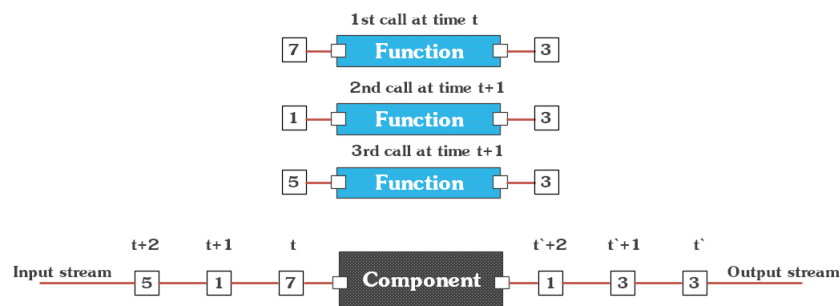 1st call at time t
7 Function 3
2nd call at time t+1
1 Function 3
3rd call at time t+1
5 Function 3
t+2 t+1 t t`+2 t`+1 t`
Input stream 5 1 7 Component 1 3 3 Output stream